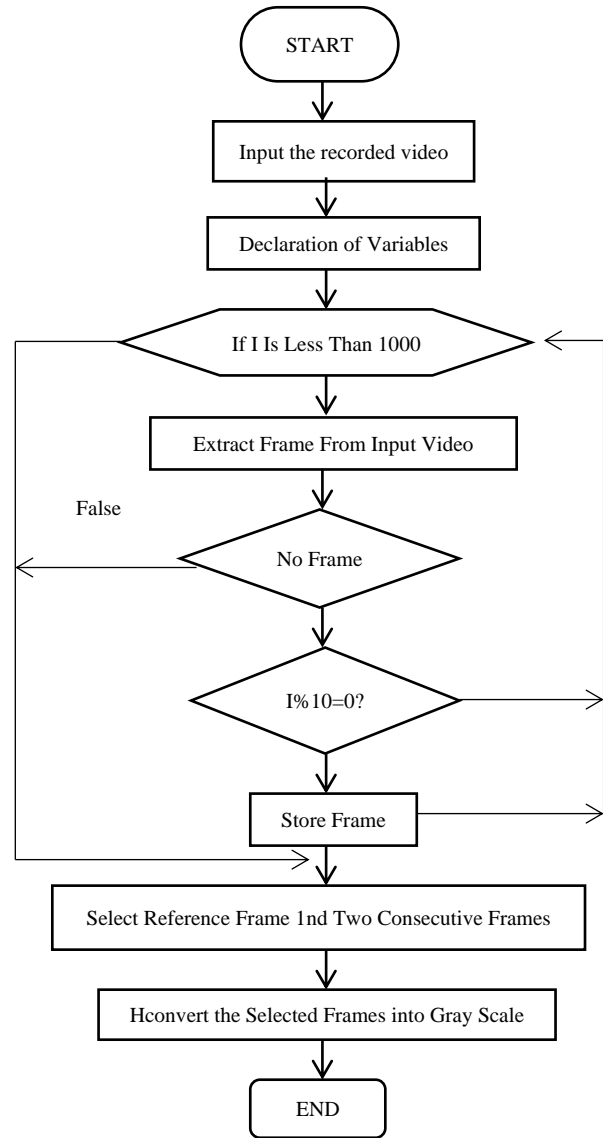 START
Input the recorded video
Declaration of Variables
If I Is Less Than 1000
Extract Frame From Input Video
False
No Frame
I%10=0?
Store Frame
Select Reference Frame 1nd Two Consecutive Frames
Hconvert the Selected Frames into Gray Scale
END